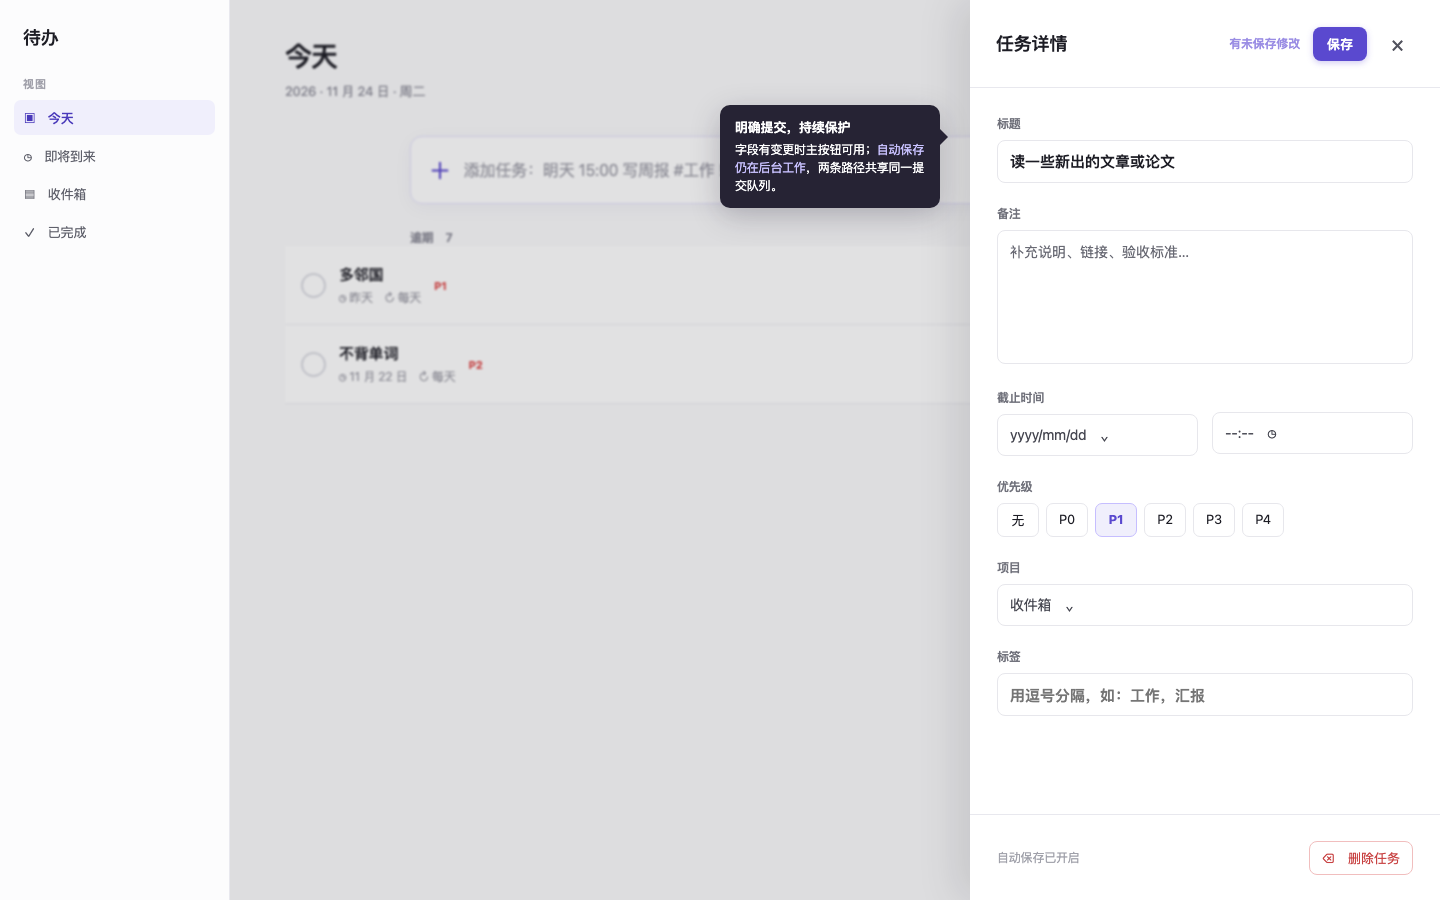 待办
视图
今天
即将到来
收件箱
已完成
今天
2026 · 11 月 24 日 · 周二
添加任务：明天 15:00 写周报 #工作
逾期 7
多邻国
昨天 每天 P1
不背单词
11 月 22 日 每天 P2
明确提交，持续保护
字段有变更时主按钮可用；自动保存
仍在后台工作，两条路径共享同一提
交队列。
任务详情
有未保存修改
保存
标题
读一些新出的文章或论文
备注
补充说明、链接、验收标准...
截止时间
yyyy/mm/dd
--:--
优先级
无 P0 P1 P2 P3 P4
项目
收件箱
标签
用逗号分隔，如：工作，汇报
自动保存已开启
删除任务